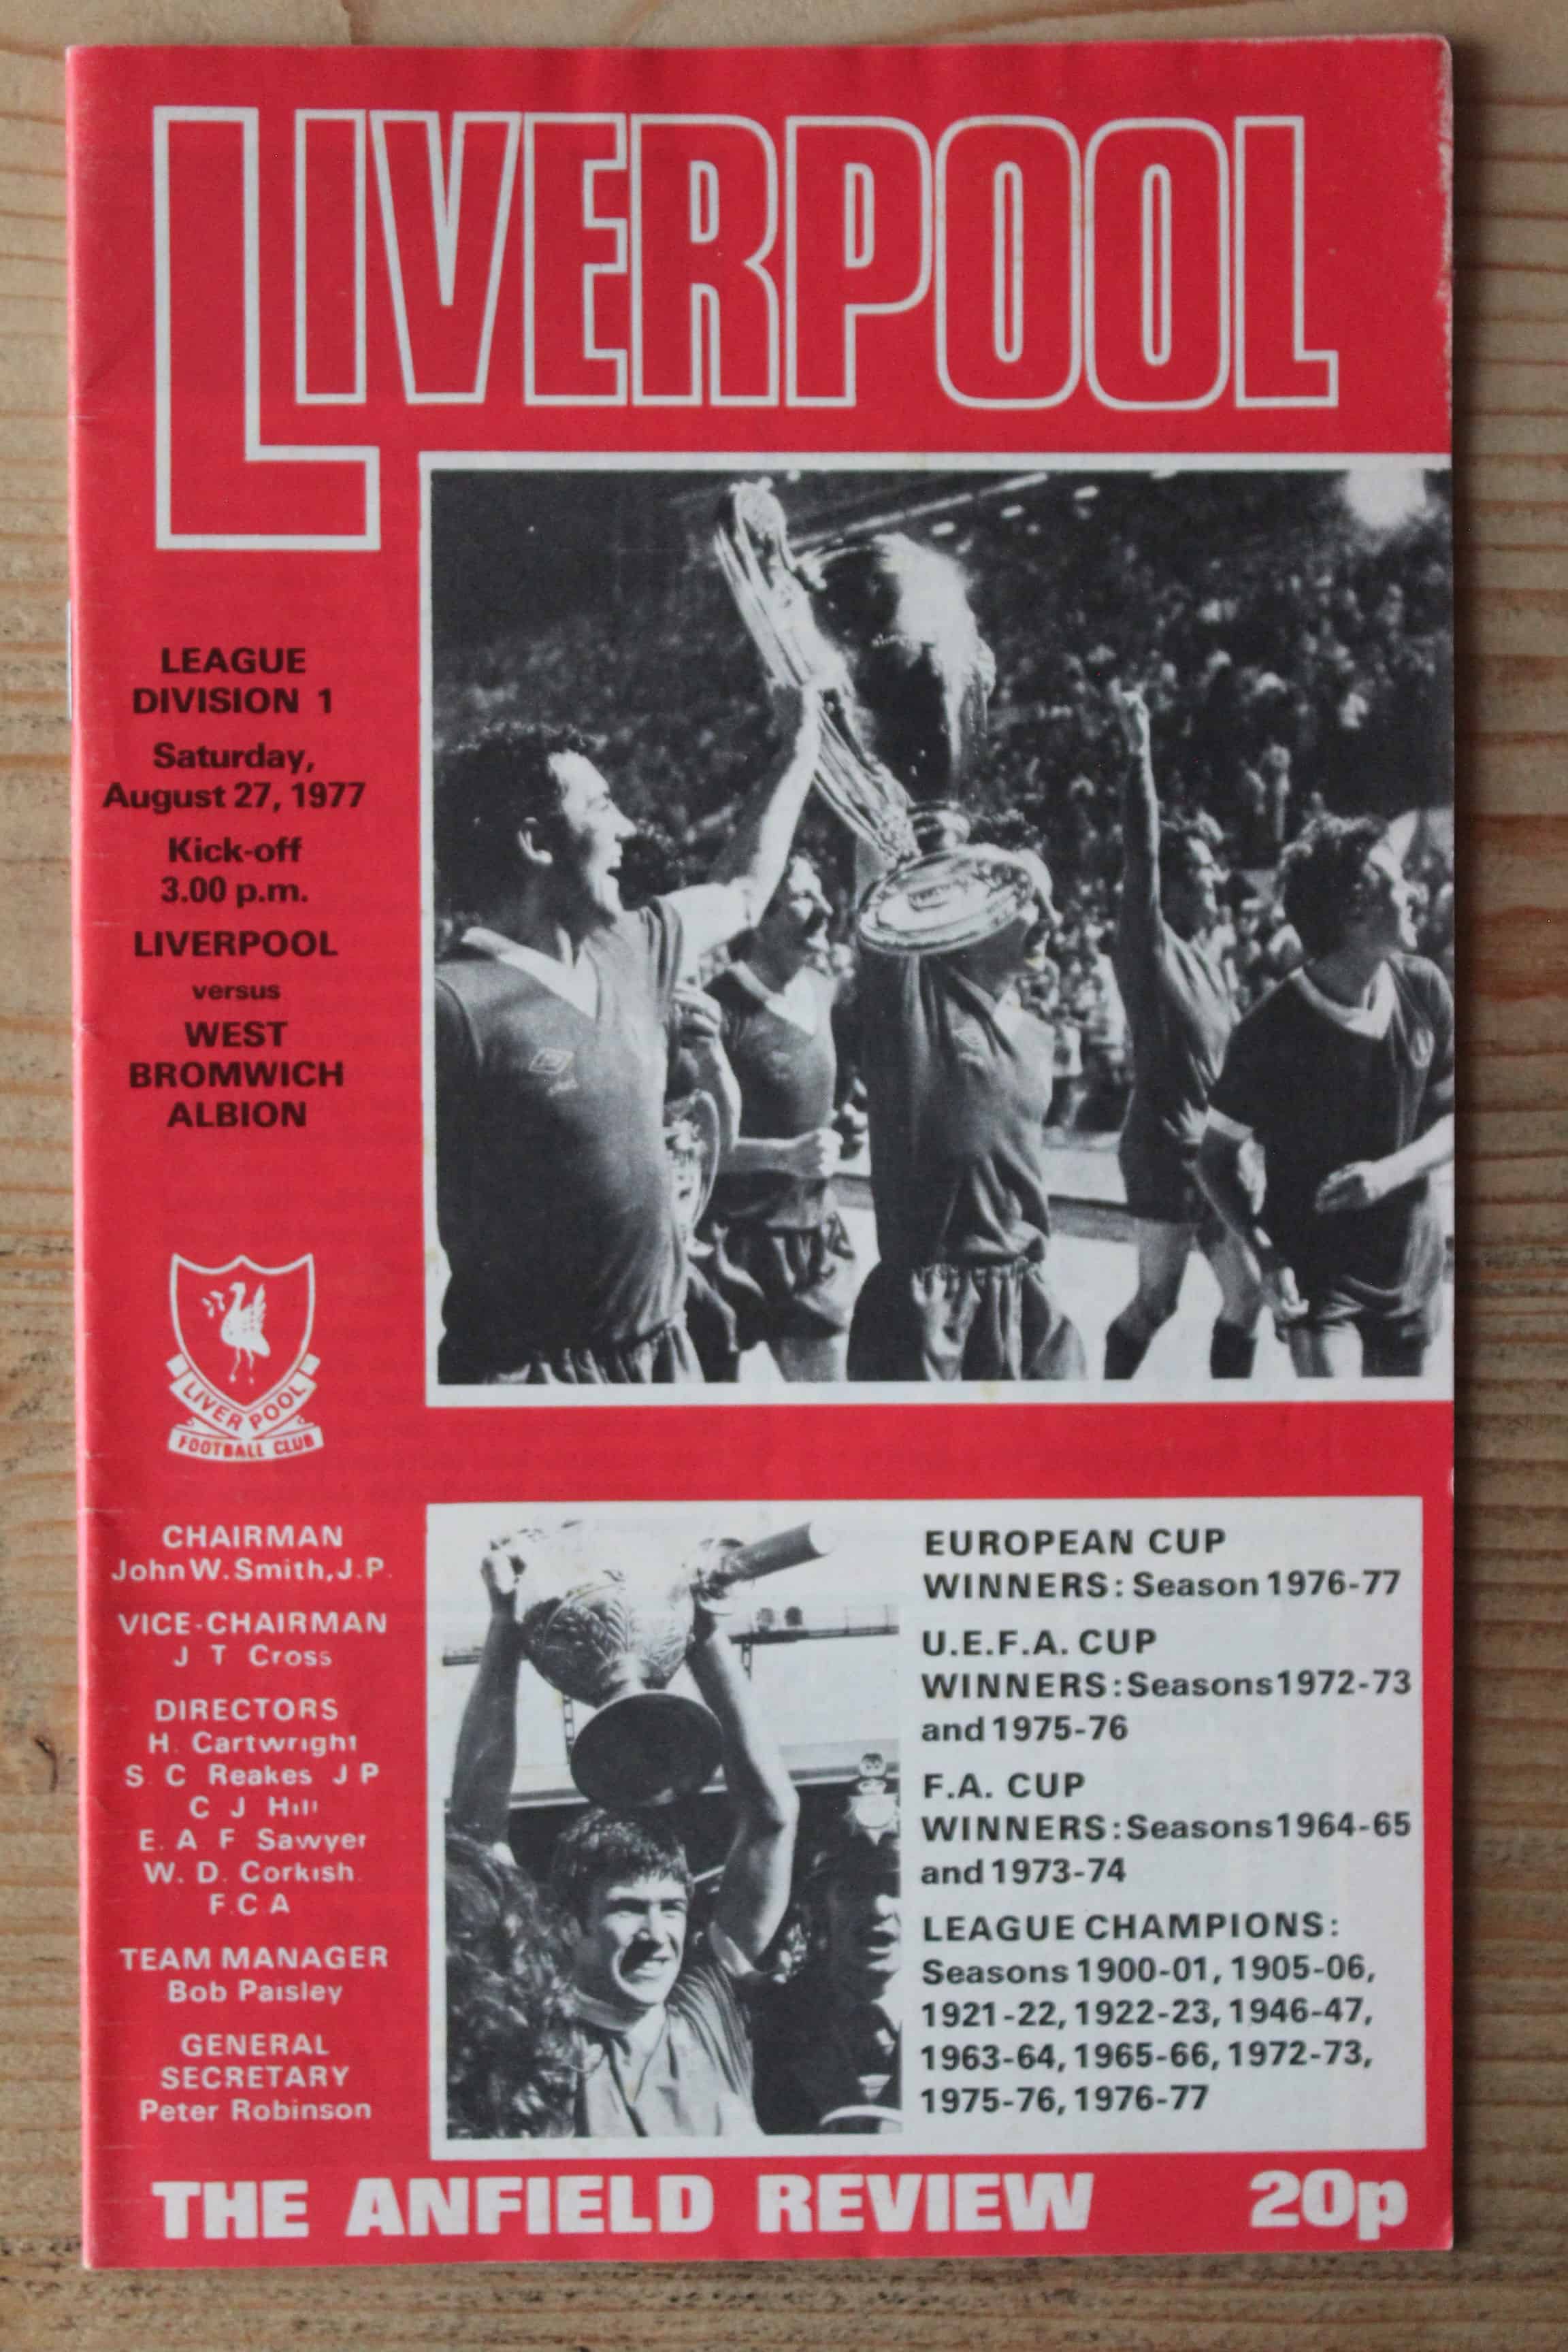 LIVERPOOL
LEAGUE
DIVISION 1
Saturday,
August 27, 1977
Kick-off
3.00 p.m.
LIVERPOOL
versus
WEST
BROMWICH
ALBION
LIVERPOOL
FOOTBALL CLUB
CHAIRMAN
John W. Smith, J.P.
VICE-CHAIRMAN
J T Cross
DIRECTORS
H. Cartwright
S. C Reakes J P
C J Hill
E. A F Sawyer
W. D. Corkish.
F.C A
TEAM MANAGER
Bob Paisley
GENERAL
SECRETARY
Peter Robinson
EUROPEAN CUP
WINNERS: Season 1976-77
U.E.F.A. CUP
WINNERS: Seasons 1972-73
and 1975-76
F.A. CUP
WINNERS: Seasons 1964-65
and 1973-74
LEAGUE CHAMPIONS:
Seasons 1900-01, 1905-06,
1921-22, 1922-23, 1946-47,
1963-64, 1965-66, 1972-73,
1975-76, 1976-77
THE ANFIELD REVIEW
20p